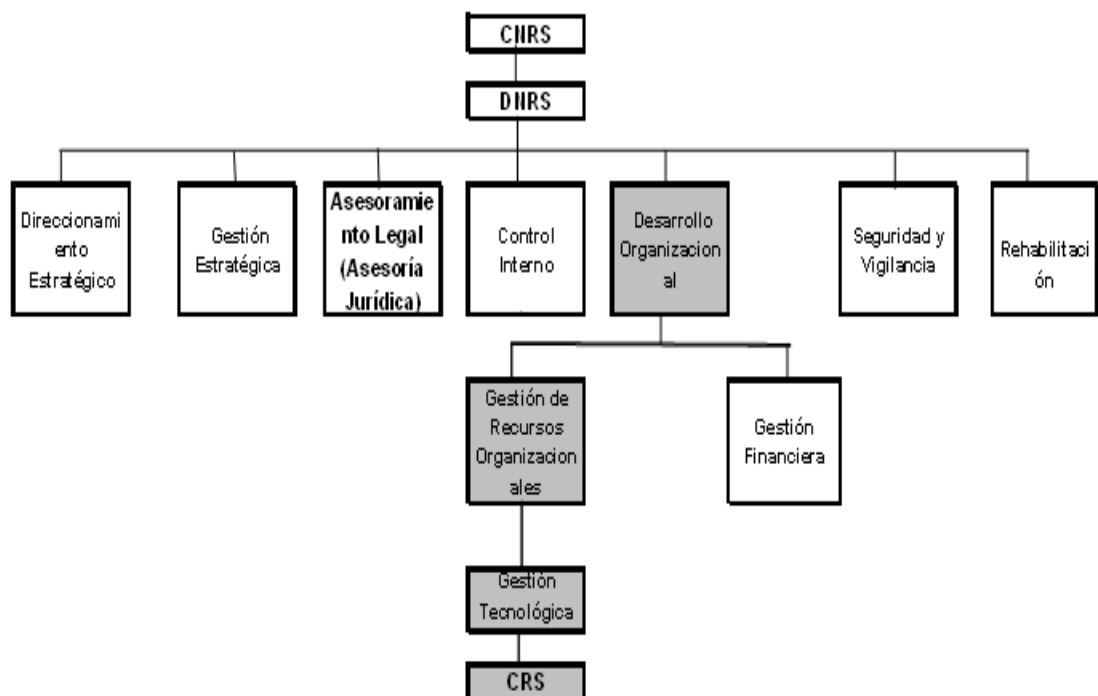 CNRS
DNRS
Direccionami
ento
Estratégico
Gestión
Estratégica
Asesoramie
nto Legal
(Asesoría
Jurídica)
Control
Interno
Desarrollo
Organizacion
al
Seguridad y
Vigilancia
Rehabilitaci
ón
Gestión de
Recursos
Organizacion
ales
Gestión
Financiera
Gestión
Tecnológica
CRS